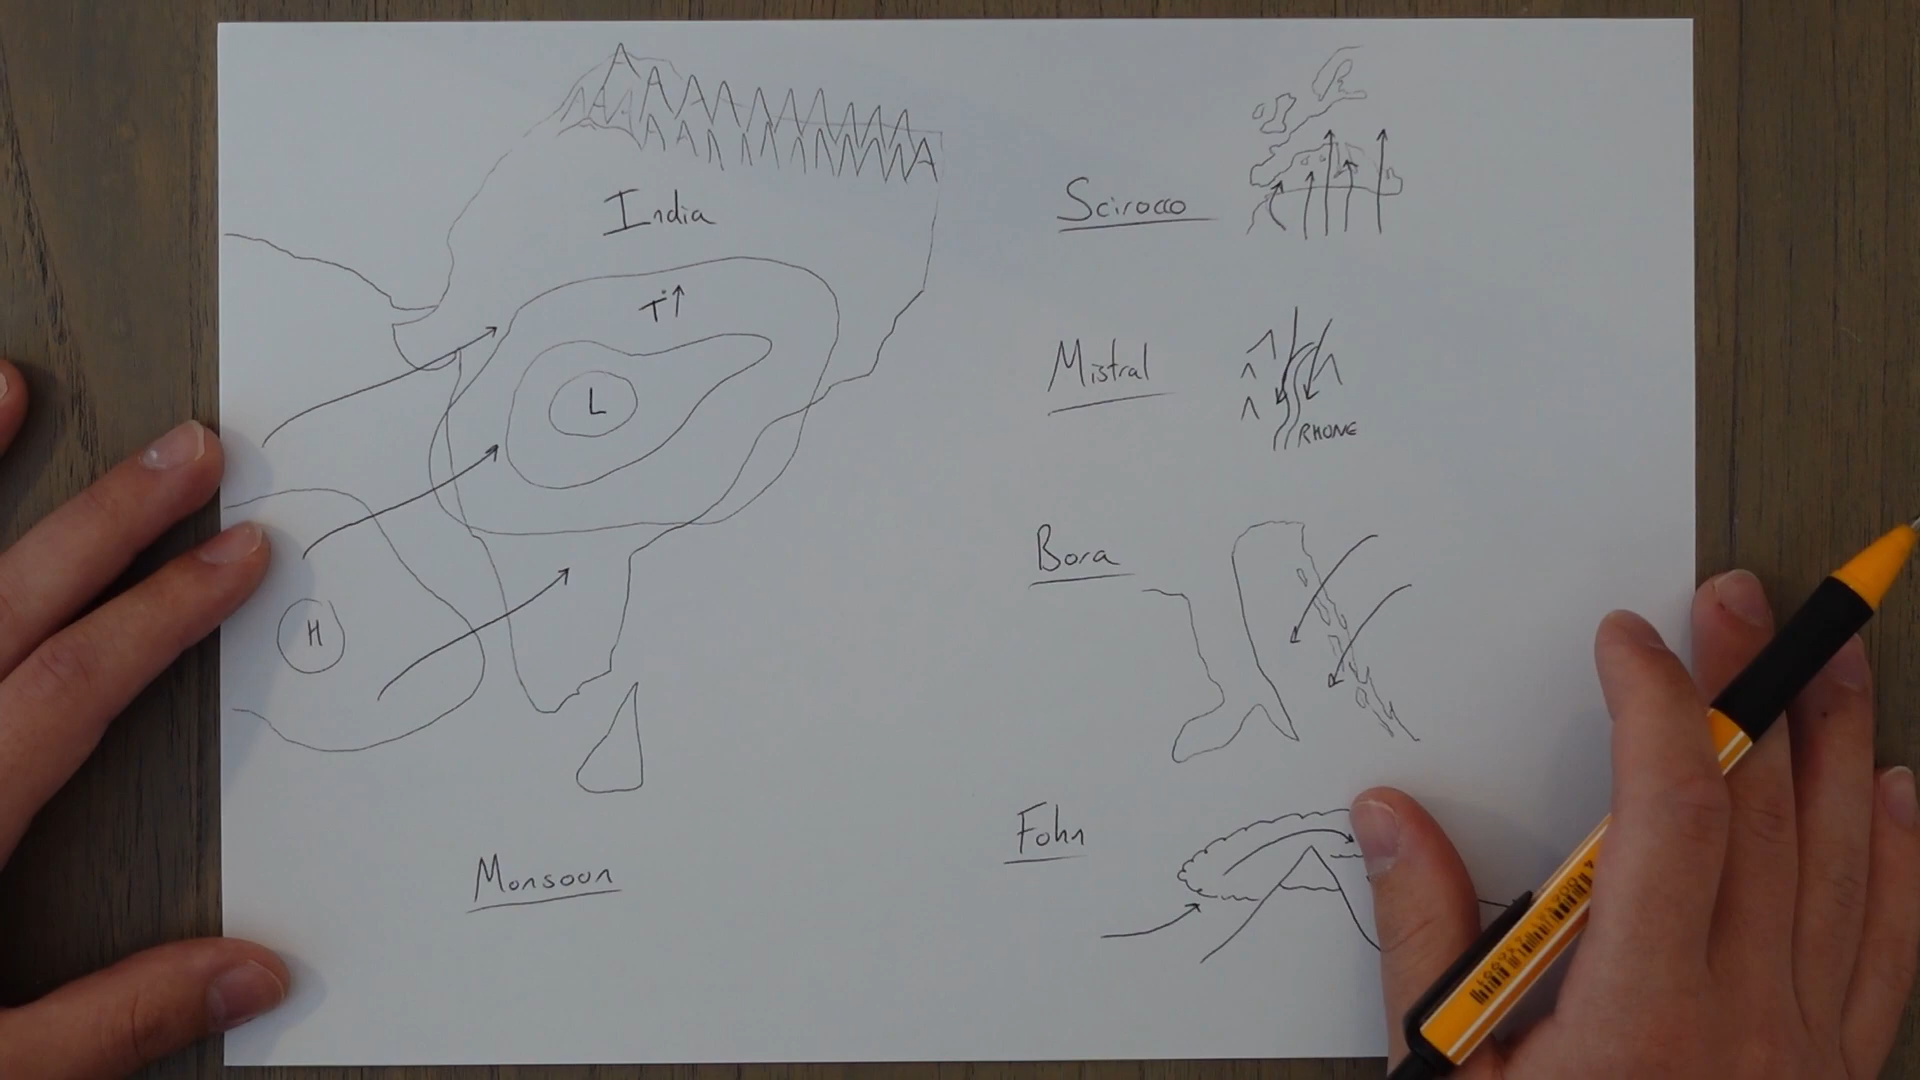 India
T↑
L
H
Monsoon
Scirocco
Mistral
RHONE
Bora
Fohn